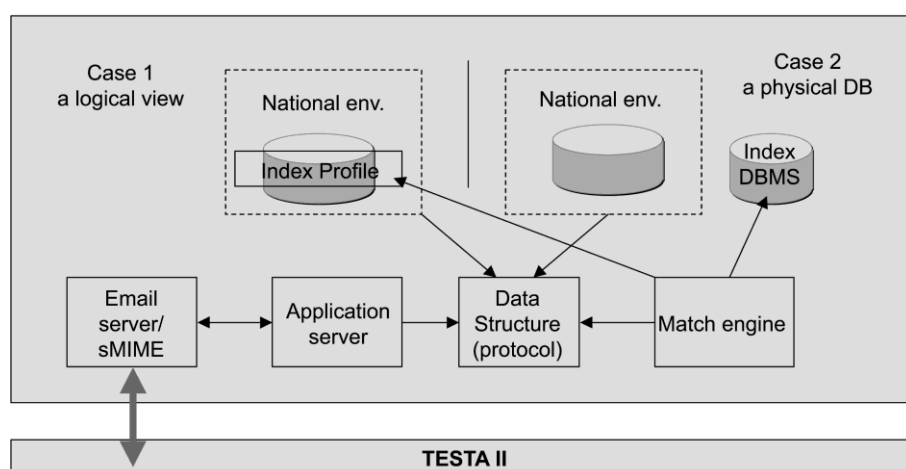 Case 1
a logical view
National env.
Index Profile
National env.
Case 2
a physical DB
Index
DBMS
Email
server/
sMIME
Application
server
Data
Structure
(protocol)
Match engine
TESTA II